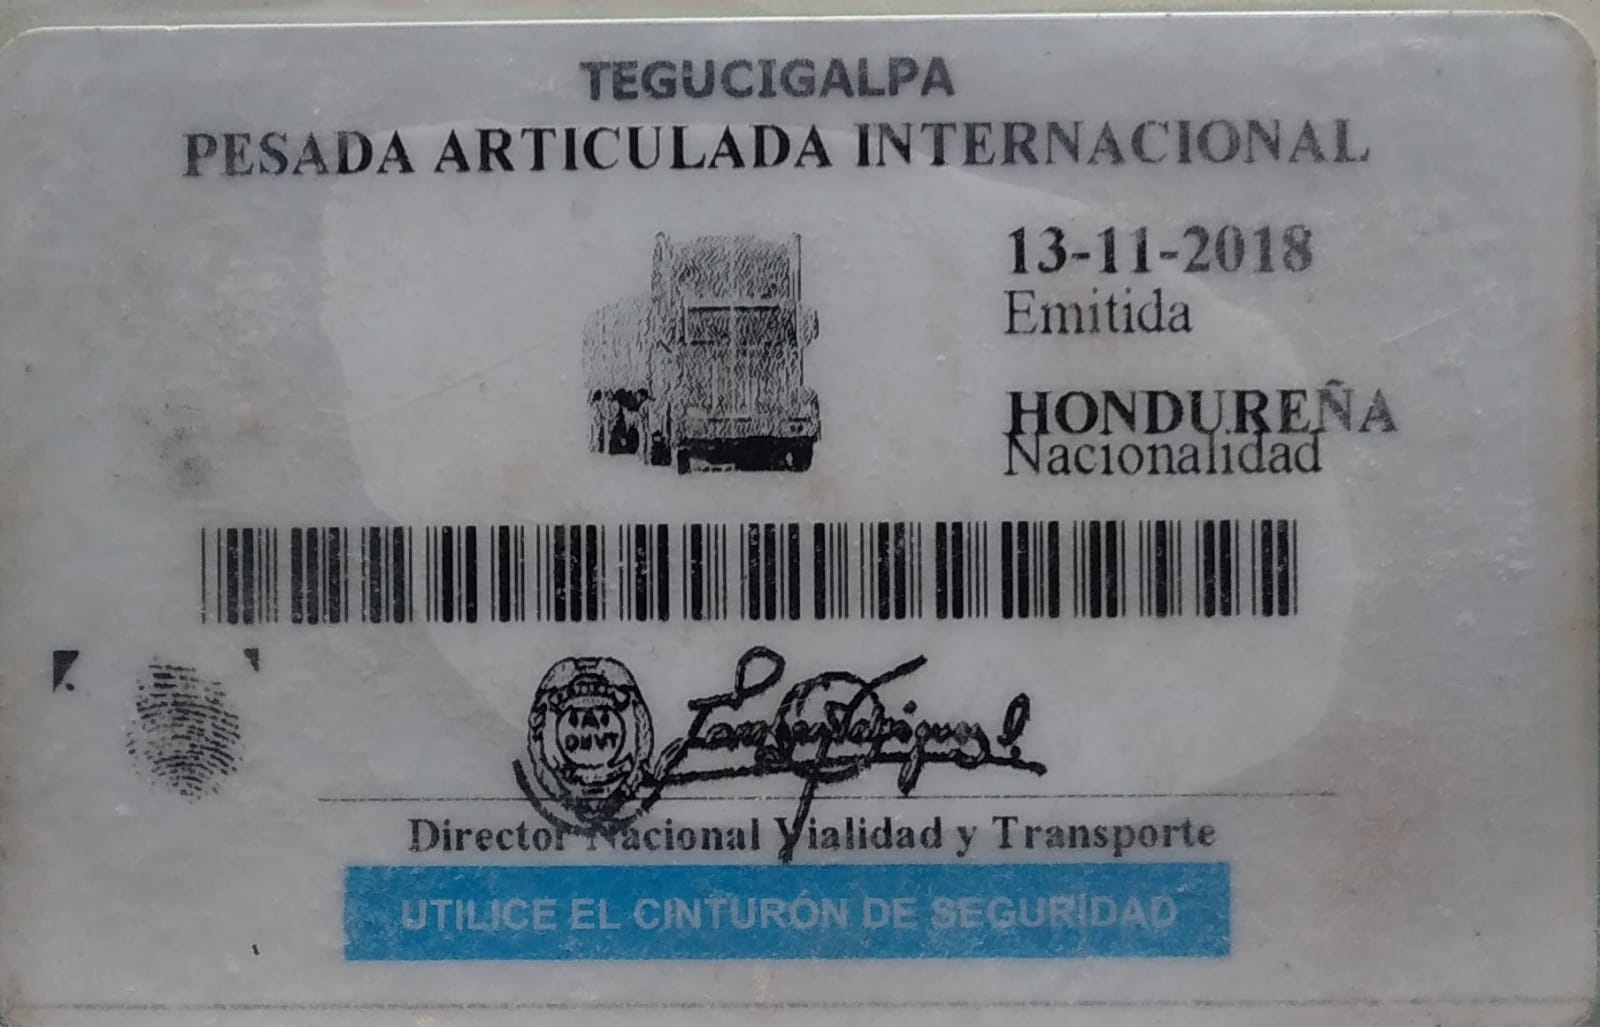 TEGUCIGALPA
PESADA ARTICULADA INTERNACIONAL
13-11-2018
Emitida
HONDUREÑA
Nacionalidad
Director Nacional Vialidad y Transporte
UTILICE EL CINTURÓN DE SEGURIDAD